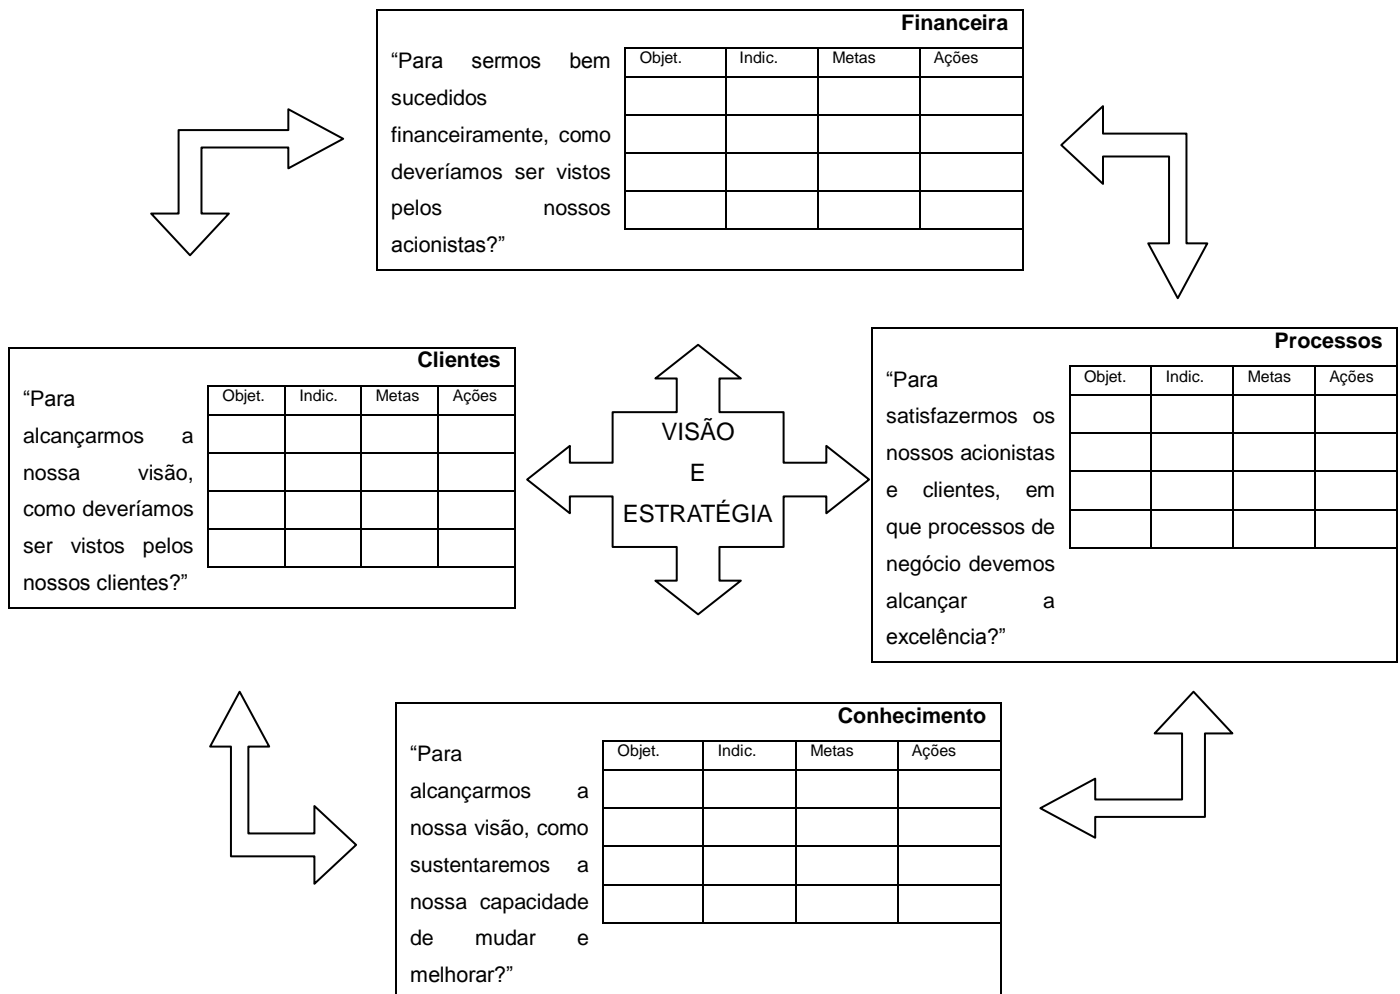 Financeira
“Para sermos bem
sucedidos
financeiramente, como
deveríamos ser vistos
pelos nossos
acionistas?”
Objet. Indic. Metas Ações
Clientes
“Para
alcançarmos a
nossa visão,
como deveríamos
ser vistos pelos
nossos clientes?”
Objet. Indic. Metas Ações
VISÃO
E
ESTRATÉGIA
Processos
“Para
satisfazermos os
nossos acionistas
e clientes, em
que processos de
negócio devemos
alcançar a
excelência?”
Objet. Indic. Metas Ações
Conhecimento
“Para
alcançarmos a
nossa visão, como
sustentaremos a
nossa capacidade
de mudar e
melhorar?”
Objet. Indic. Metas Ações